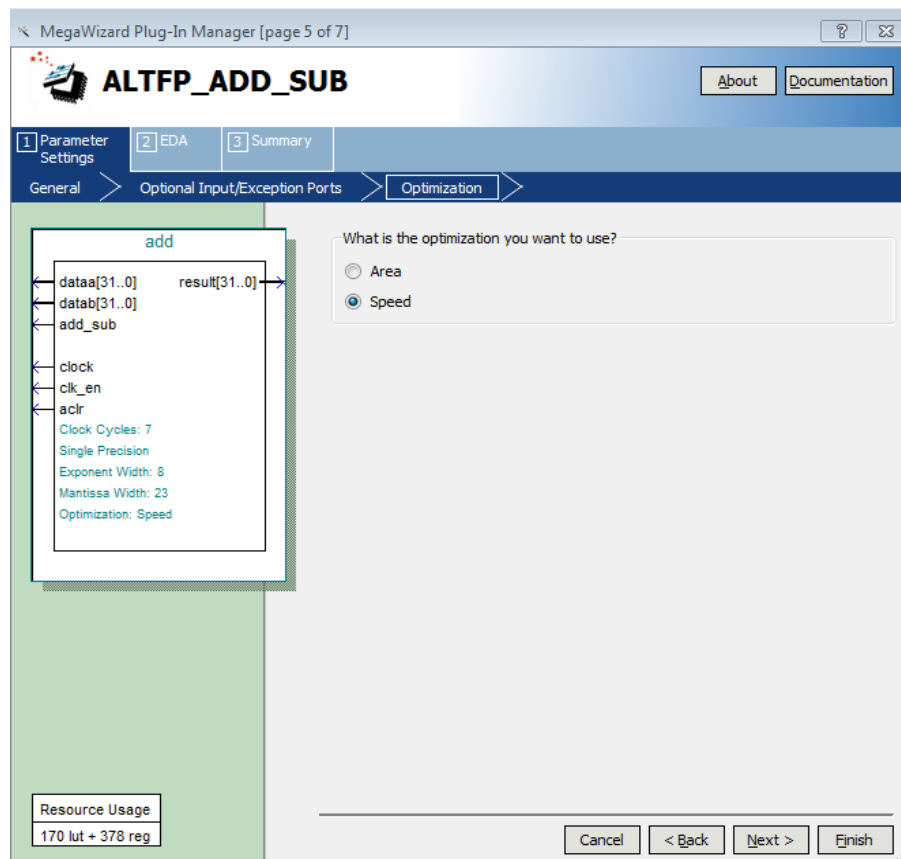 MegaWizard Plug-In Manager [page 5 of 7]
ALTFP_ADD_SUB
About
Documentation
1 Parameter Settings
2 EDA
3 Summary
General
Optional Input/Exception Ports
Optimization
add
dataa[31..0] result[31..0]
datab[31..0]
add_sub
clock
clk_en
aclr
Clock Cycles: 7
Single Precision
Exponent Width: 8
Mantissa Width: 23
Optimization: Speed
What is the optimization you want to use?
Area
Speed
Resource Usage
170 lut + 378 reg
Cancel
< Back
Next >
Finish